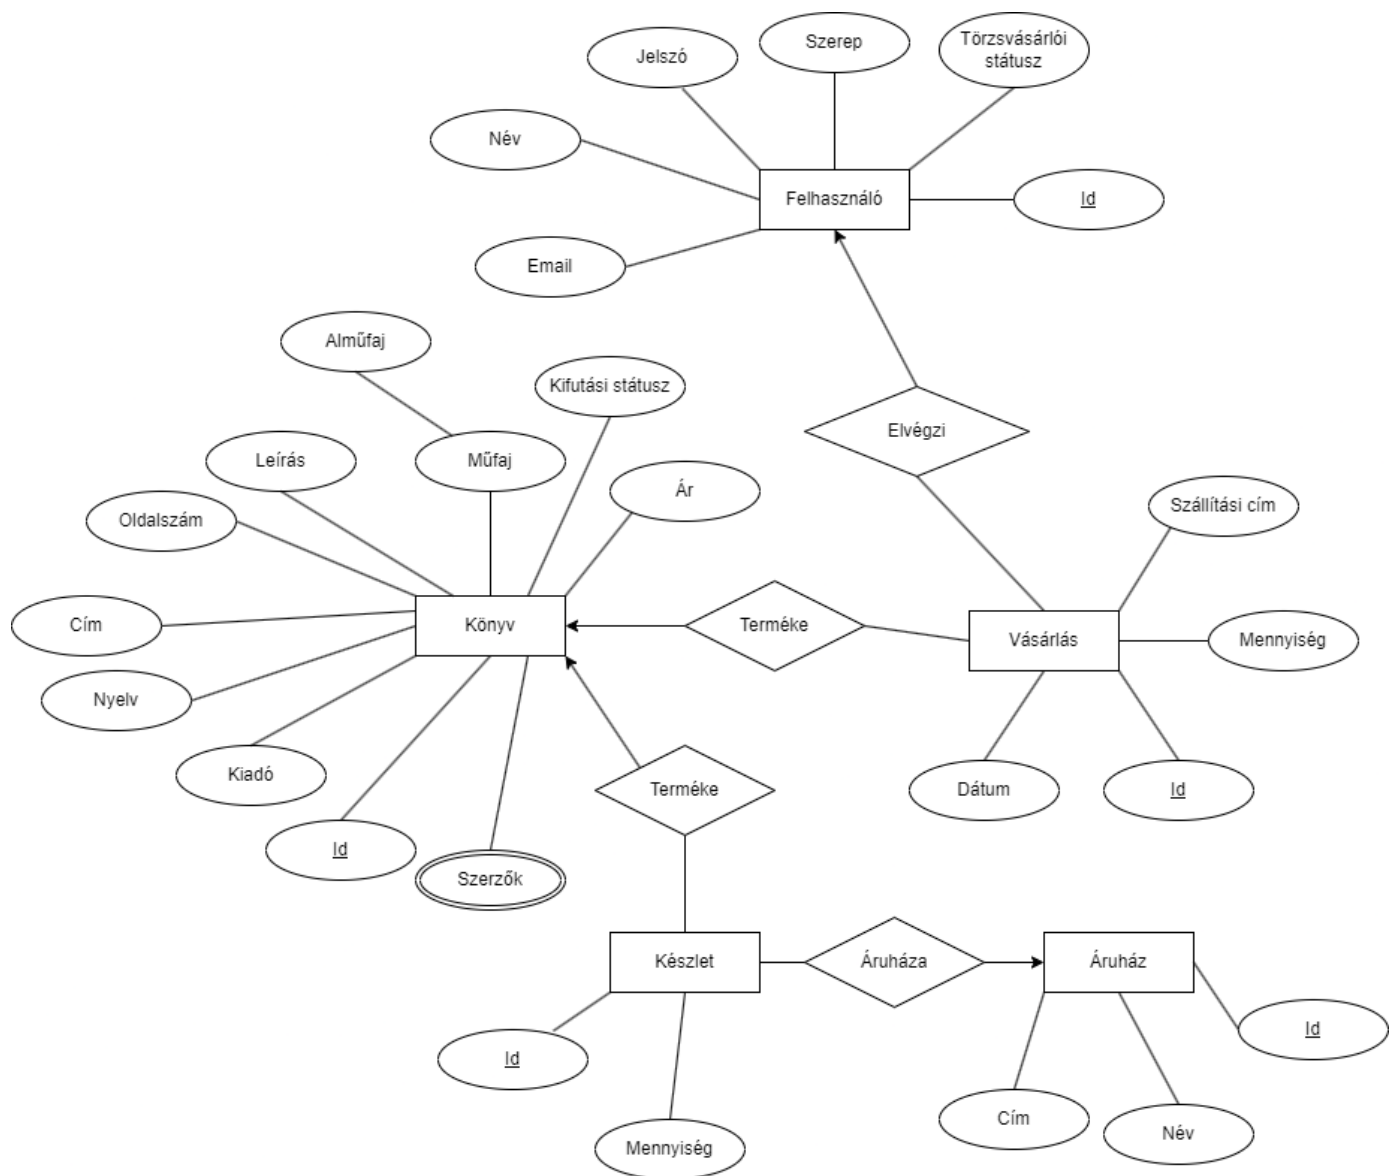 Szerep
Törzsvásárlói
státusz
Jelszó
Név
Felhasználó
Id
Email
Alműfaj
Kifutási státusz
Elvégzi
Leírás
Műfaj
Ár
Szállítási cím
Oldalszám
Cím
Könyv
Terméke
Vásárlás
Mennyiség
Nyelv
Kiadó
Terméke
Dátum
Id
Id
Szerzők
Készlet
Áruháza
Áruház
Id
Id
Cím
Név
Mennyiség